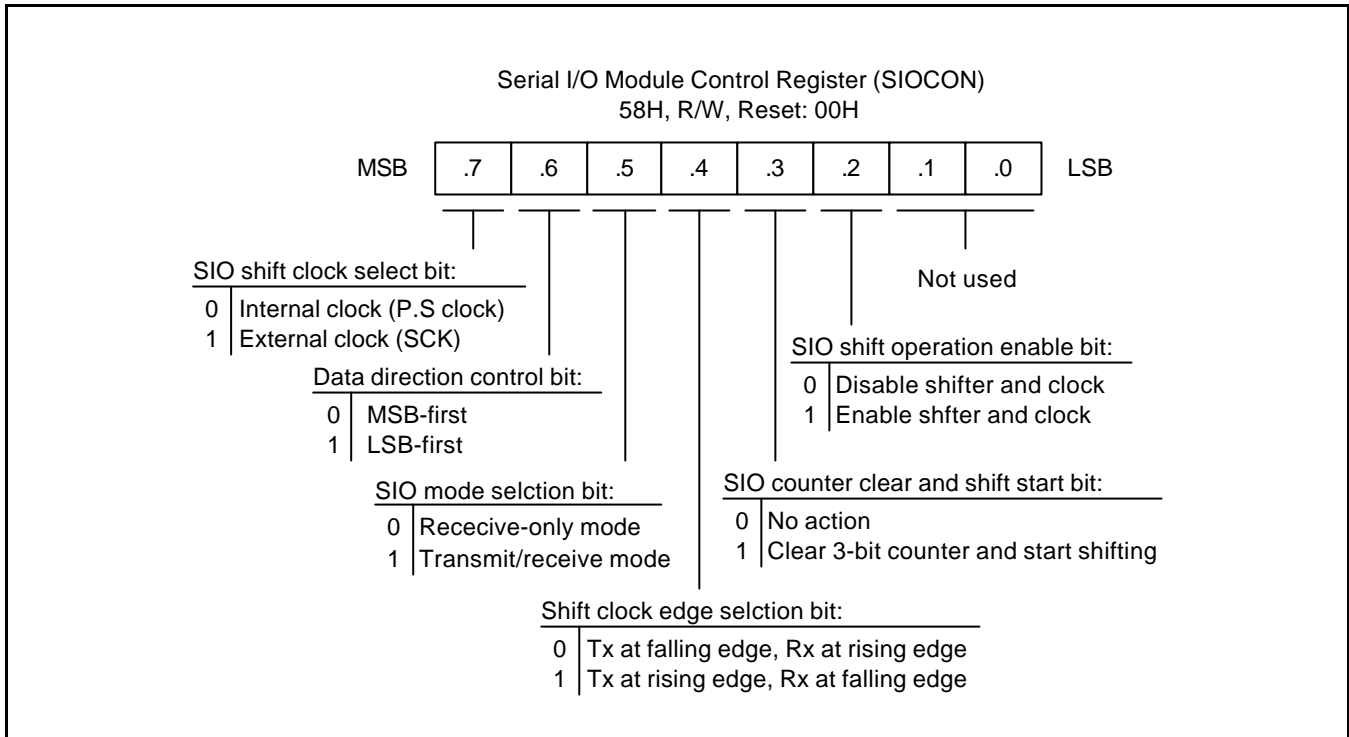 Serial I/O Module Control Register (SIOCON)
58H, R/W, Reset: 00H
MSB .7 .6 .5 .4 .3 .2 .1 .0 LSB
SIO shift clock select bit:
0 Internal clock (P.S clock)
1 External clock (SCK)
Not used
Data direction control bit:
0 MSB-first
1 LSB-first
SIO shift operation enable bit:
0 Disable shifter and clock
1 Enable shfter and clock
SIO mode selction bit:
0 Rececive-only mode
1 Transmit/receive mode
SIO counter clear and shift start bit:
0 No action
1 Clear 3-bit counter and start shifting
Shift clock edge selction bit:
0 Tx at falling edge, Rx at rising edge
1 Tx at rising edge, Rx at falling edge